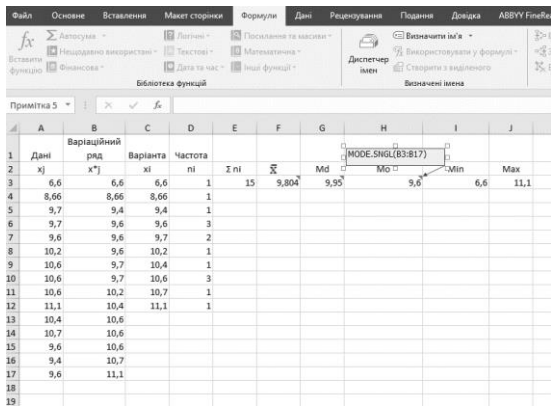 Файл Основне Вставлення Макет сторінки Формули Дані Рецензування Подання Довідка ABBYY FineRe
fx Σ Автосума Логічні Посилання та масиви Визначити ім'я
Вставити функцію Нещодавно використані Текстові Математичне Диспетчер імен Використовувати у формулі
Фінансова Дата та час Інші функції Створити з виділеного
Бібліотека функцій Визначені імена
Примітка 5 fx
A B C D E F G H I J
1 Дані Варіаційний ряд Варіанта Частота MODE.SNGL(B3:B17)
2 xj x*j xi ni Σ ni X Md Mo Min Max
3 6,6 6,6 6,6 1 15 9,804 9,95 9,6 6,6 11,1
4 8,66 8,66 8,66 1
5 9,7 9,4 9,4 1
6 9,7 9,6 9,6 3
7 9,6 9,6 9,7 2
8 10,2 9,6 10,2 1
9 10,6 9,7 10,4 1
10 10,6 9,7 10,6 3
11 10,6 10,2 10,7 1
12 11,1 10,4 11,1 1
13 10,4 10,6
14 10,7 10,6
15 9,6 10,6
16 9,4 10,7
17 9,6 11,1
18
19